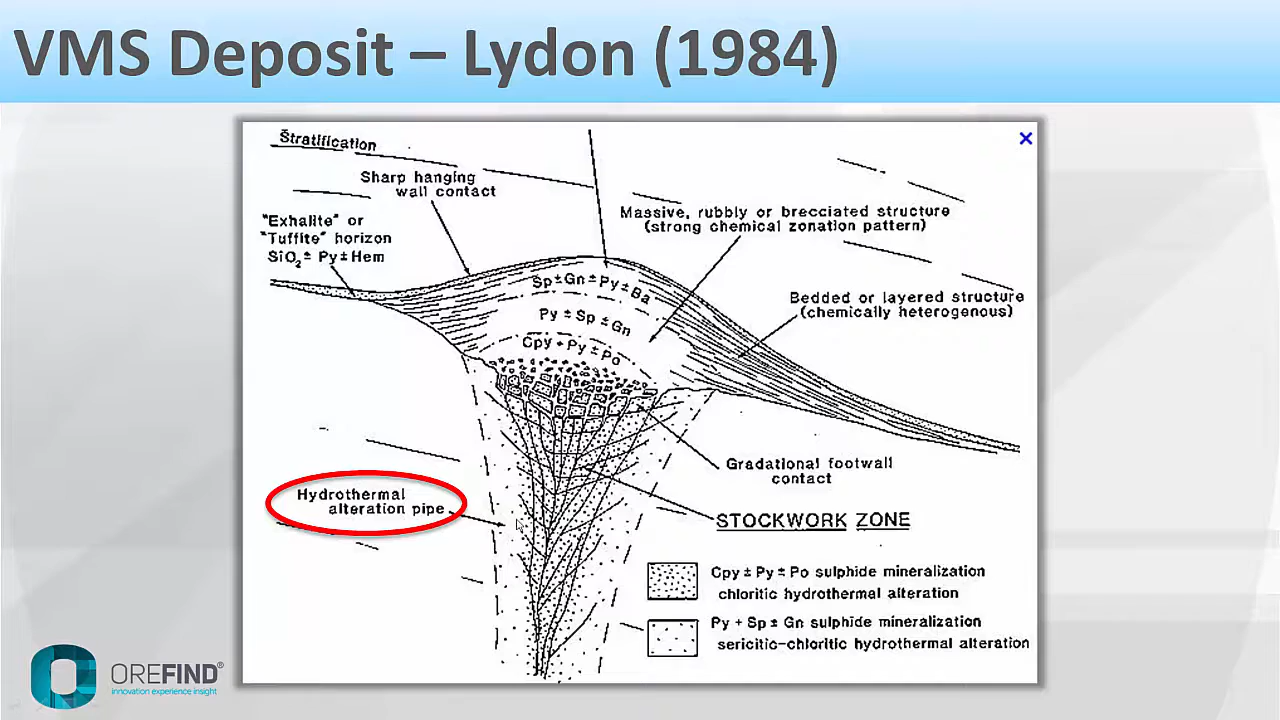 VMS Deposit – Lydon (1984)
Stratification
Sharp hanging
wall contact
"Exhalite" or
"Tuffite" horizon
SiO₂ ± Py ± Hem
Massive, rubbly or brecciated structure
(strong chemical zonation pattern)
Bedded or layered structure
(chemically heterogenous)
Sp ± Gn ± Py ± Ba
Py ± Sp ± Gn
Cpy + Py ± Po
Gradational footwall
contact
Hydrothermal
alteration pipe
STOCKWORK ZONE
Cpy ± Py ± Po sulphide mineralization
chloritic hydrothermal alteration
Py + Sp ± Gn sulphide mineralization
sericitic-chloritic hydrothermal alteration
OREFIND®
innovation experience insight